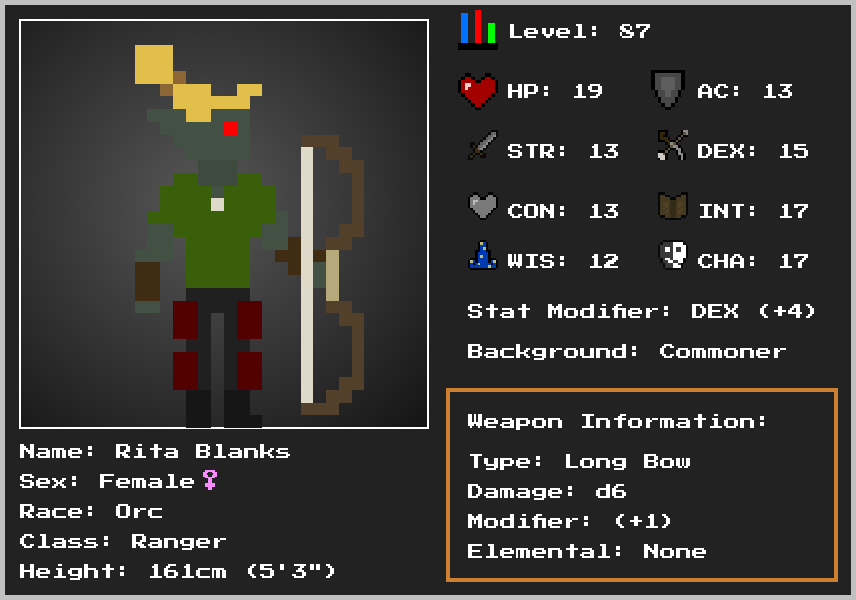 Level: 87
HP: 19
AC: 13
STR: 13
DEX: 15
CON: 13
INT: 17
WIS: 12
CHA: 17
Stat Modifier: DEX (+4)
Background: Commoner
Weapon Information:
Type: Long Bow
Damage: d6
Modifier: (+1)
Elemental: None
Name: Rita Blanks
Sex: Female♀
Race: Orc
Class: Ranger
Height: 161cm (5'3")